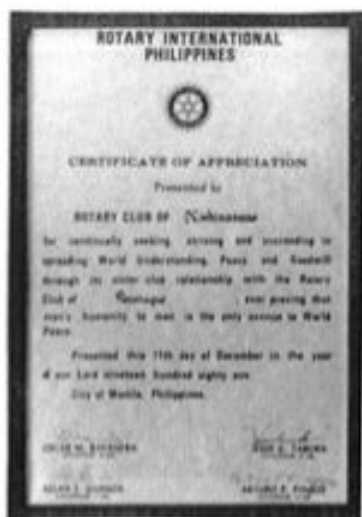 ROTARY INTERNATIONAL
PHILIPPINES
CERTIFICATE OF APPRECIATION
Presented to
ROTARY CLUB OF
for continually seeking, striving and succeeding in
spreading World Understanding, Peace and Goodwill
through its sister-club relationship with the Rotary
Club of ever proving that
man's humanity to man is the only avenue to World
Peace.
Presented this 11th day of December in the year
of our Lord nineteen hundred eighty one
City of Manila, Philippines.